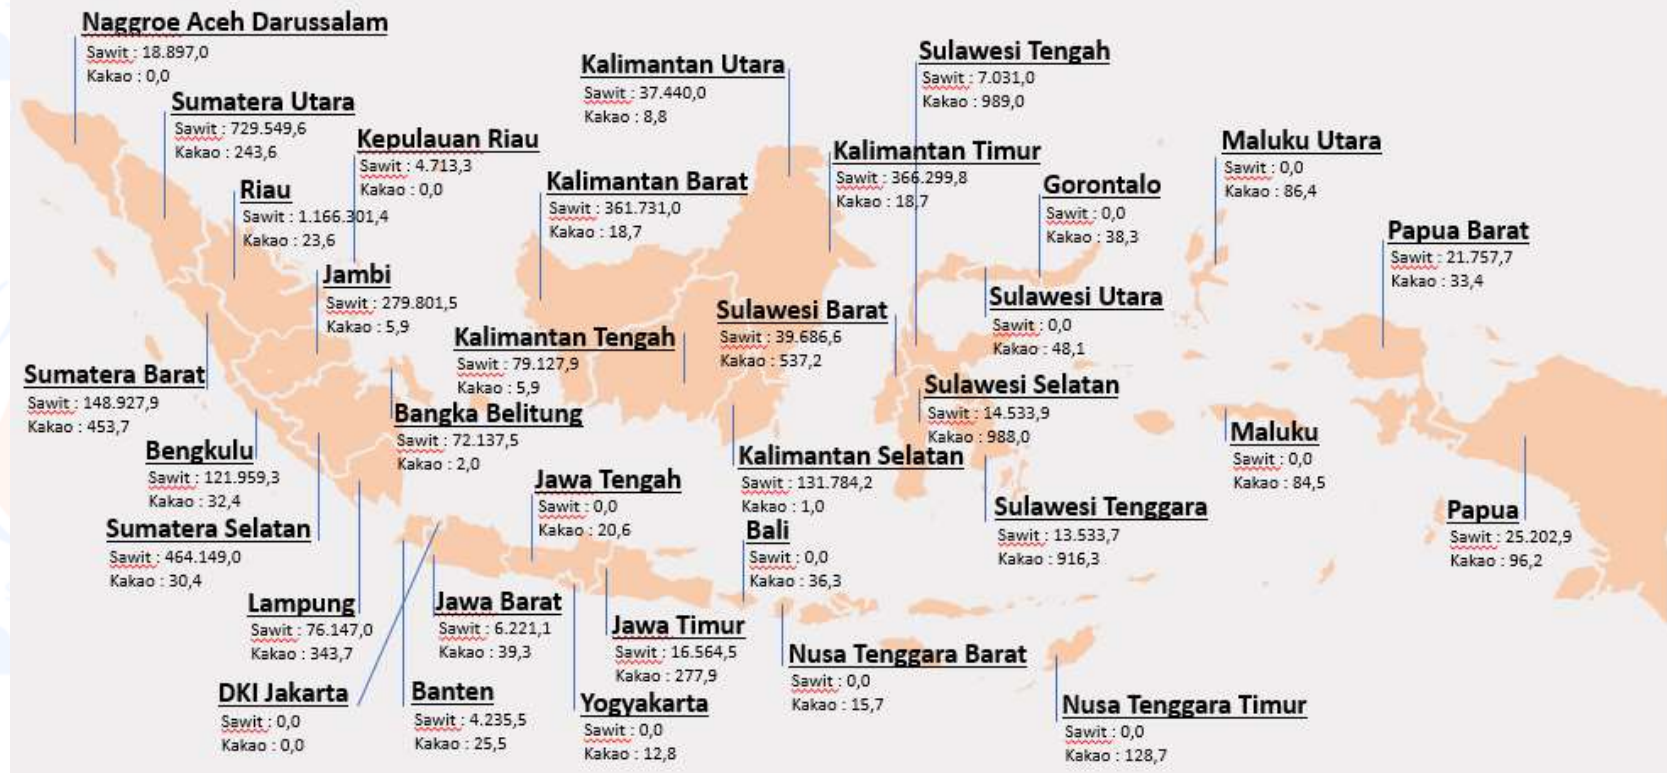 Naggroe Aceh Darussalam
Sawit : 18.897,0
Kakao : 0,0
Sumatera Utara
Sawit : 729.549,6
Kakao : 243,6
Kepulauan Riau
Sawit : 4.713,3
Kakao : 0,0
Riau
Sawit : 1.166.301,4
Kakao : 23,6
Jambi
Sawit : 279.801,5
Kakao : 5,9
Sumatera Barat
Sawit : 148.927,9
Kakao : 453,7
Bengkulu
Sawit : 121.959,3
Kakao : 32,4
Sumatera Selatan
Sawit : 464.149,0
Kakao : 30,4
Bangka Belitung
Sawit : 72.137,5
Kakao : 2,0
Lampung
Sawit : 76.147,0
Kakao : 343,7
DKI Jakarta
Sawit : 0,0
Kakao : 0,0
Banten
Sawit : 4.235,5
Kakao : 25,5
Jawa Barat
Sawit : 6.221,1
Kakao : 39,3
Jawa Tengah
Sawit : 0,0
Kakao : 20,6
Yogyakarta
Sawit : 0,0
Kakao : 12,8
Jawa Timur
Sawit : 16.564,5
Kakao : 277,9
Bali
Sawit : 0,0
Kakao : 36,3
Nusa Tenggara Barat
Sawit : 0,0
Kakao : 15,7
Nusa Tenggara Timur
Sawit : 0,0
Kakao : 128,7
Kalimantan Utara
Sawit : 37.440,0
Kakao : 8,8
Kalimantan Barat
Sawit : 361.731,0
Kakao : 18,7
Kalimantan Timur
Sawit : 366.299,8
Kakao : 18,7
Kalimantan Tengah
Sawit : 79.127,9
Kakao : 5,9
Kalimantan Selatan
Sawit : 131.784,2
Kakao : 1,0
Sulawesi Tengah
Sawit : 7.031,0
Kakao : 989,0
Gorontalo
Sawit : 0,0
Kakao : 38,3
Sulawesi Utara
Sawit : 0,0
Kakao : 48,1
Sulawesi Barat
Sawit : 39.686,6
Kakao : 537,2
Sulawesi Selatan
Sawit : 14.533,9
Kakao : 988,0
Sulawesi Tenggara
Sawit : 13.533,7
Kakao : 916,3
Maluku Utara
Sawit : 0,0
Kakao : 86,4
Maluku
Sawit : 0,0
Kakao : 84,5
Papua Barat
Sawit : 21.757,7
Kakao : 33,4
Papua
Sawit : 25.202,9
Kakao : 96,2